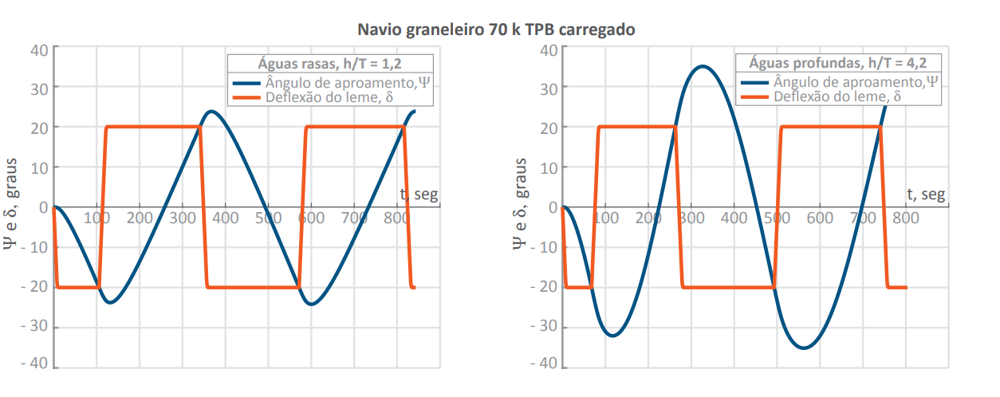 Navio graneleiro 70 k TPB carregado
Águas rasas, h/T = 1,2
Ângulo de aproamento,Ψ
Deflexão do leme, δ
Ψ e δ, graus
40
30
20
10
0
- 10
- 20
- 30
- 40
100 200 300 400 500 600 700 800
t, seg
Águas profundas, h/T = 4,2
Ângulo de aproamento,Ψ
Deflexão do leme, δ
Ψ e δ, graus
40
30
20
10
0
- 10
- 20
- 30
- 40
100 200 300 400 500 600 700 800
t, seg